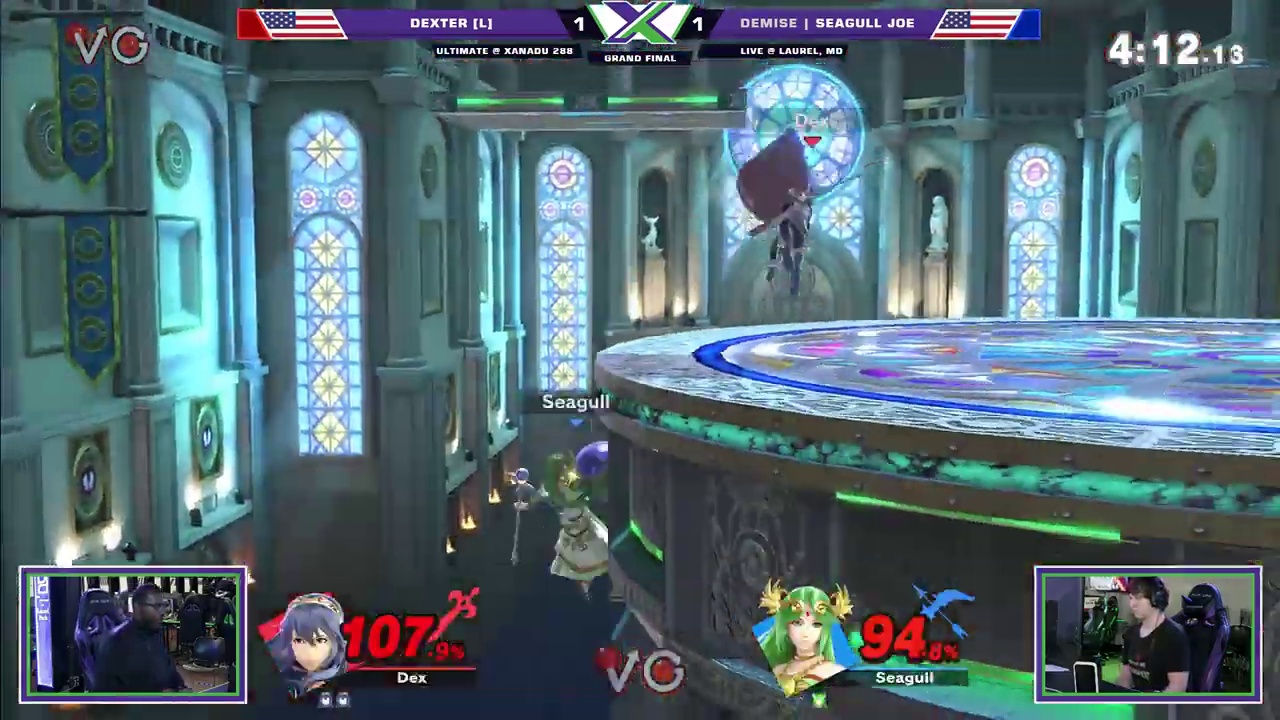 DEXTER [L] 1 1 DEMISE | SEAGULL JOE
ULTIMATE @ XANADU 288 GRAND FINAL LIVE @ LAUREL, MD
4:12.13
VG
Dex
Seagull
107.9%
Dex
VG
94.8%
Seagull